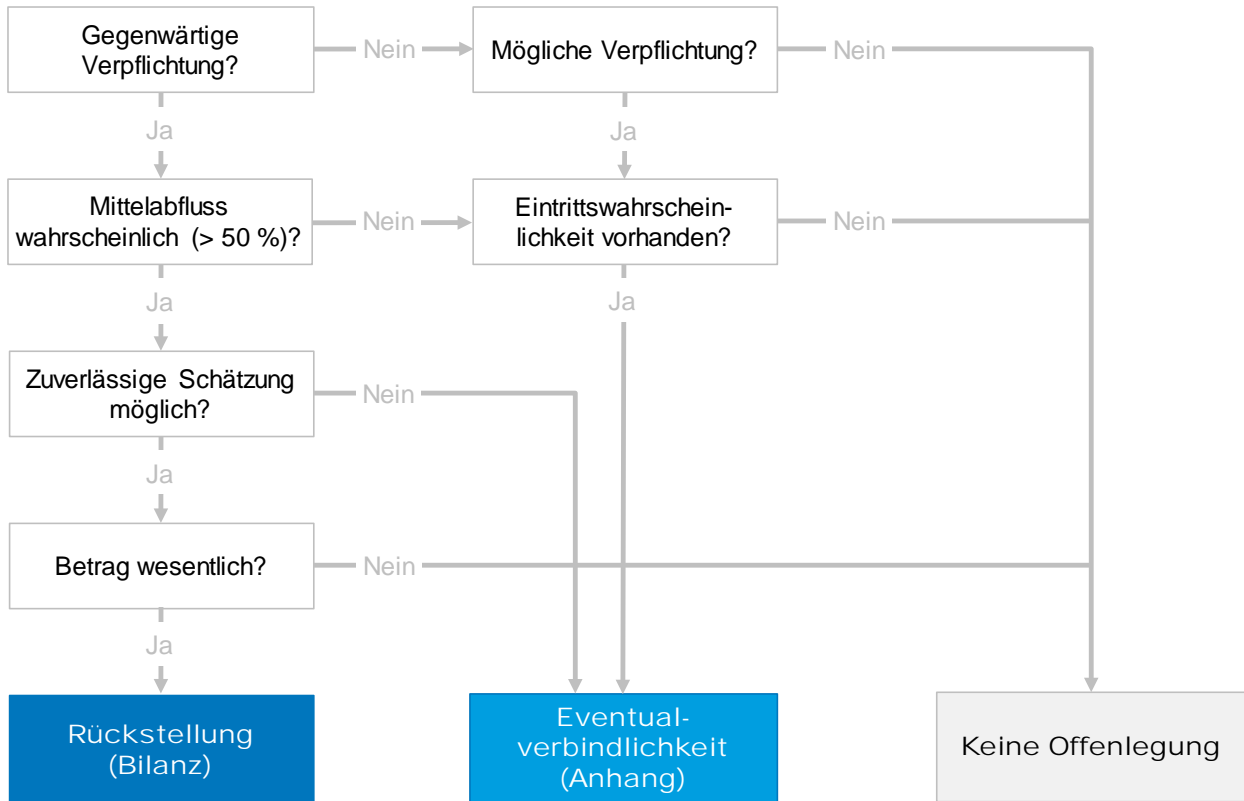 Gegenwärtige
Verpflichtung?
Nein
Mögliche Verpflichtung?
Nein
Ja
Ja
Mittelabfluss
wahrscheinlich (> 50 %)?
Nein
Eintrittswahrschein-
lichkeit vorhanden?
Nein
Ja
Ja
Zuverlässige Schätzung
möglich?
Nein
Ja
Betrag wesentlich?
Nein
Ja
Rückstellung
(Bilanz)
Eventual-
verbindlichkeit
(Anhang)
Keine Offenlegung